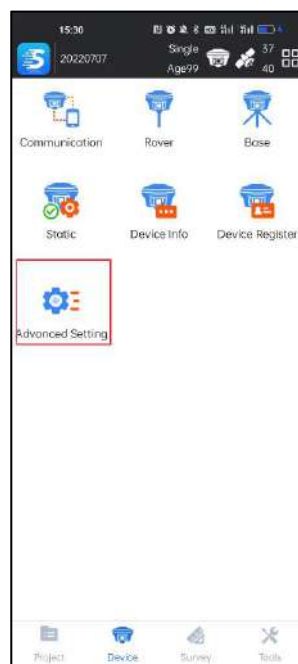 15:30
20220707
Single
Age99
37
40
Communication
Rover
Base
Static
Device Info
Device Register
Advanced Setting
Project
Device
Survey
Tools